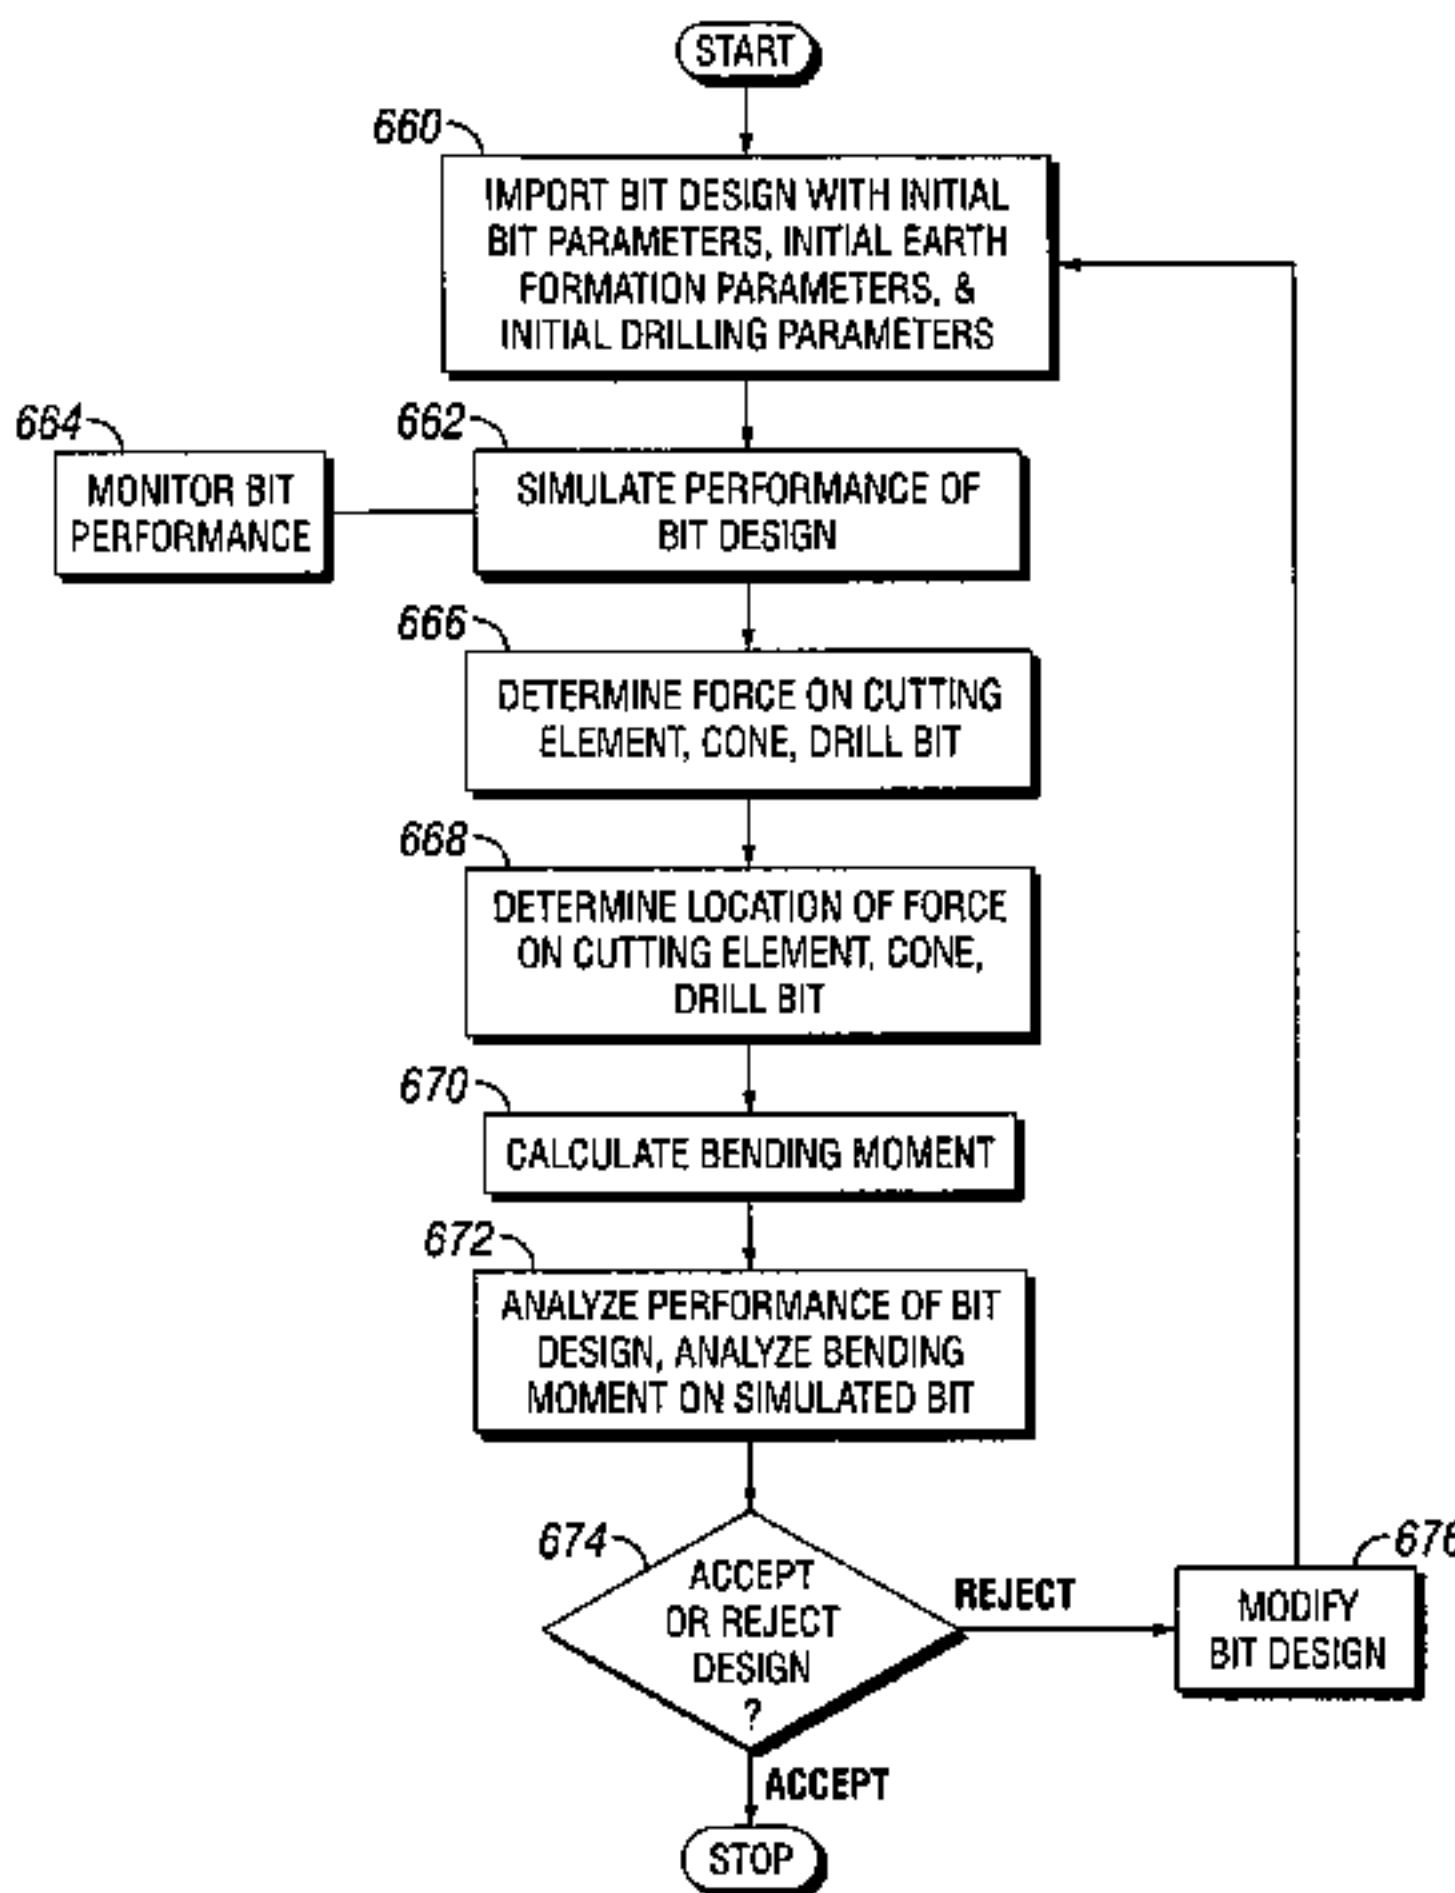 START
660
IMPORT BIT DESIGN WITH INITIAL
BIT PARAMETERS, INITIAL EARTH
FORMATION PARAMETERS, &
INITIAL DRILLING PARAMETERS
664
MONITOR BIT
PERFORMANCE
662
SIMULATE PERFORMANCE OF
BIT DESIGN
666
DETERMINE FORCE ON CUTTING
ELEMENT, CONE, DRILL BIT
668
DETERMINE LOCATION OF FORCE
ON CUTTING ELEMENT, CONE,
DRILL BIT
670
CALCULATE BENDING MOMENT
672
ANALYZE PERFORMANCE OF BIT
DESIGN, ANALYZE BENDING
MOMENT ON SIMULATED BIT
674
ACCEPT
OR REJECT
DESIGN
?
REJECT
676
MODIFY
BIT DESIGN
ACCEPT
STOP